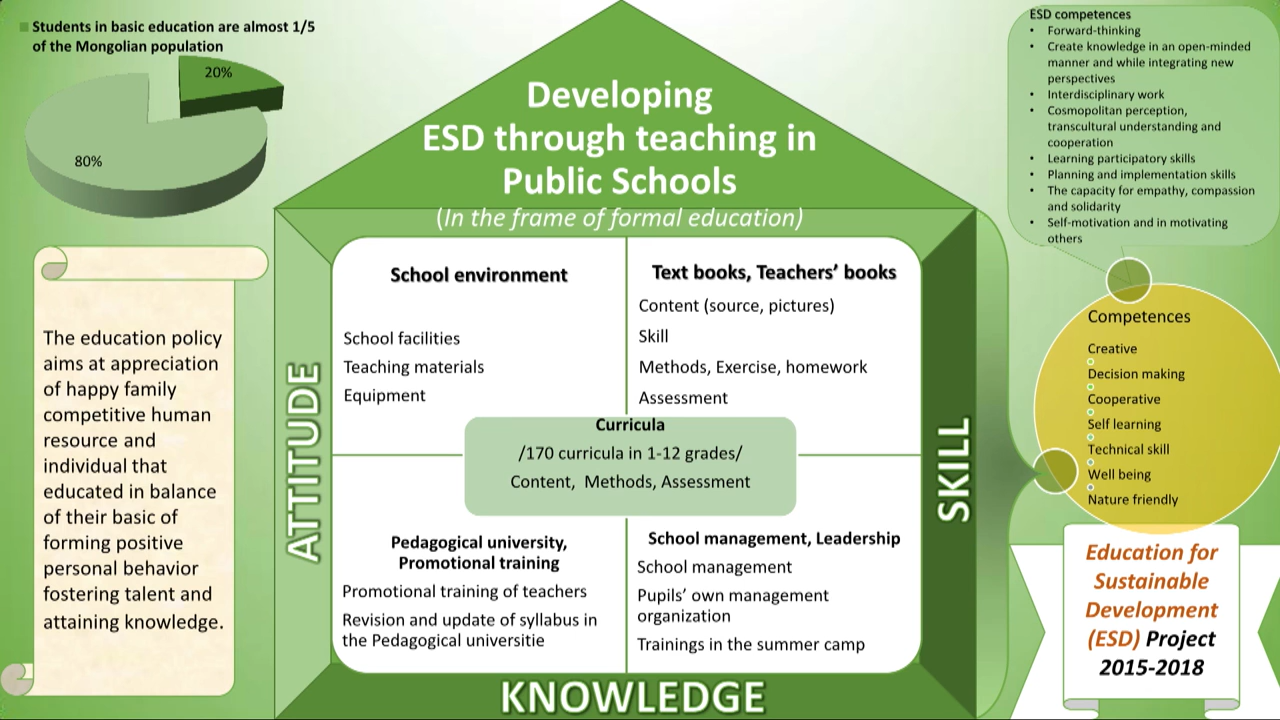 Students in basic education are almost 1/5
of the Mongolian population
20%
80%
The education policy
aims at appreciation
of happy family
competitive human
resource and
individual that
educated in balance
of their basic of
forming positive
personal behavior
fostering talent and
attaining knowledge.
Developing
ESD through teaching in
Public Schools
(In the frame of formal education)
ATTITUDE
School environment
School facilities
Teaching materials
Equipment
Text books, Teachers’ books
Content (source, pictures)
Skill
Methods, Exercise, homework
Assessment
Curricula
/170 curricula in 1-12 grades/
Content,  Methods, Assessment
Pedagogical university,
Promotional training
Promotional training of teachers
Revision and update of syllabus in
the Pedagogical universitie
School management, Leadership
School management
Pupils’ own management
organization
Trainings in the summer camp
SKILL
KNOWLEDGE
ESD competences
• Forward-thinking
• Create knowledge in an open-minded
manner and while integrating new
perspectives
• Interdisciplinary work
• Cosmopolitan perception,
transcultural understanding and
cooperation
• Learning participatory skills
• Planning and implementation skills
• The capacity for empathy, compassion
and solidarity
• Self-motivation and in motivating
others
Competences
Creative
Decision making
Cooperative
Self learning
Technical skill
Well being
Nature friendly
Education for
Sustainable
Development
(ESD) Project
2015-2018